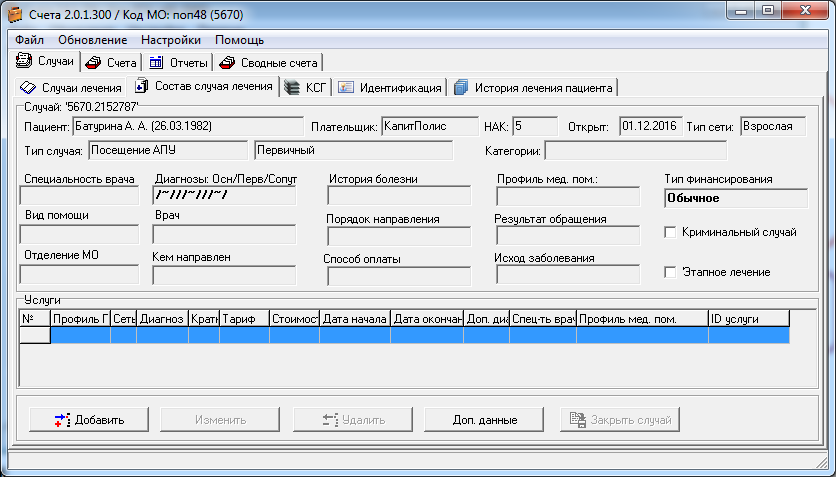 Счета 2.0.1.300 / Код МО: поп48 (5670)
Файл Обновление Настройки Помощь
Случаи Счета Отчеты Сводные счета
Случаи лечения Состав случая лечения КСГ Идентификация История лечения пациента
Случай: '5670.2152787'
Пациент: Батурина А. А. (26.03.1982) Плательщик: КапитПолис НАК: 5 Открыт: 01.12.2016 Тип сети: Взрослая
Тип случая: Посещение АПУ Первичный Категории:
Специальность врача Диагнозы: Осн/Перв/Сопут История болезни Профиль мед. пом.: Тип финансирования
/~///~///~/ Обычное
Вид помощи Врач Порядок направления Результат обращения Криминальный случай
Отделение МО Кем направлен Способ оплаты Исход заболевания Этапное лечение
Услуги
№ Профиль Г Сеть Диагноз Кратн Тариф Стоимост Дата начала Дата окончан Доп. диа Спец-ть врач Профиль мед. пом. ID услуги
Добавить Изменить Удалить Доп. данные Закрыть случай